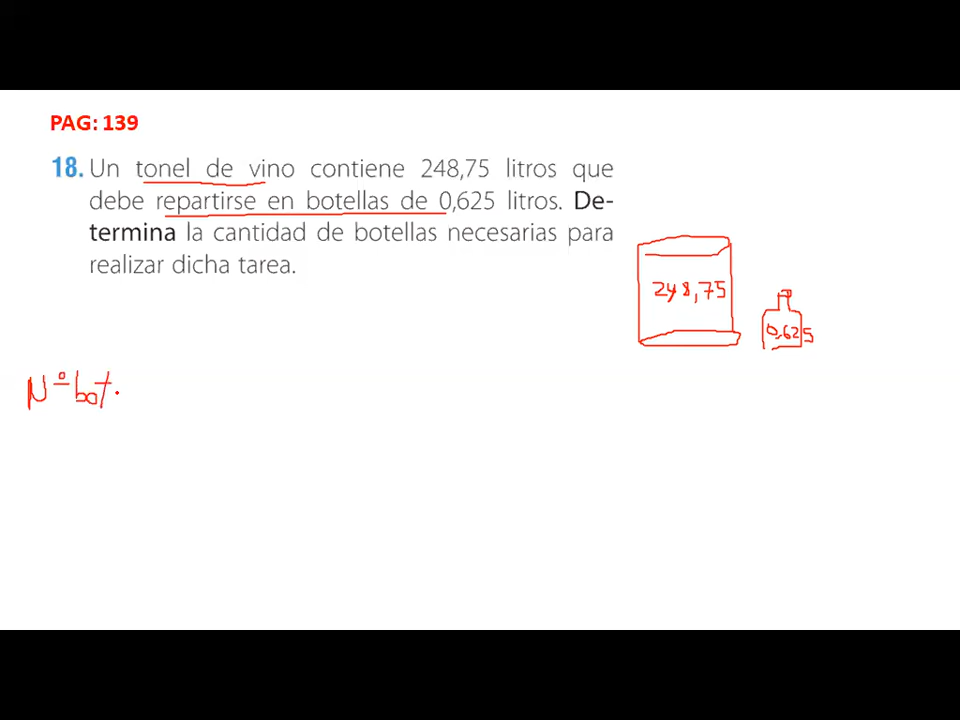 PAG: 139
18. Un tonel de vino contiene 248,75 litros que
debe repartirse en botellas de 0,625 litros. De-
termina la cantidad de botellas necesarias para
realizar dicha tarea.
248,75
0,625
Nº bot.